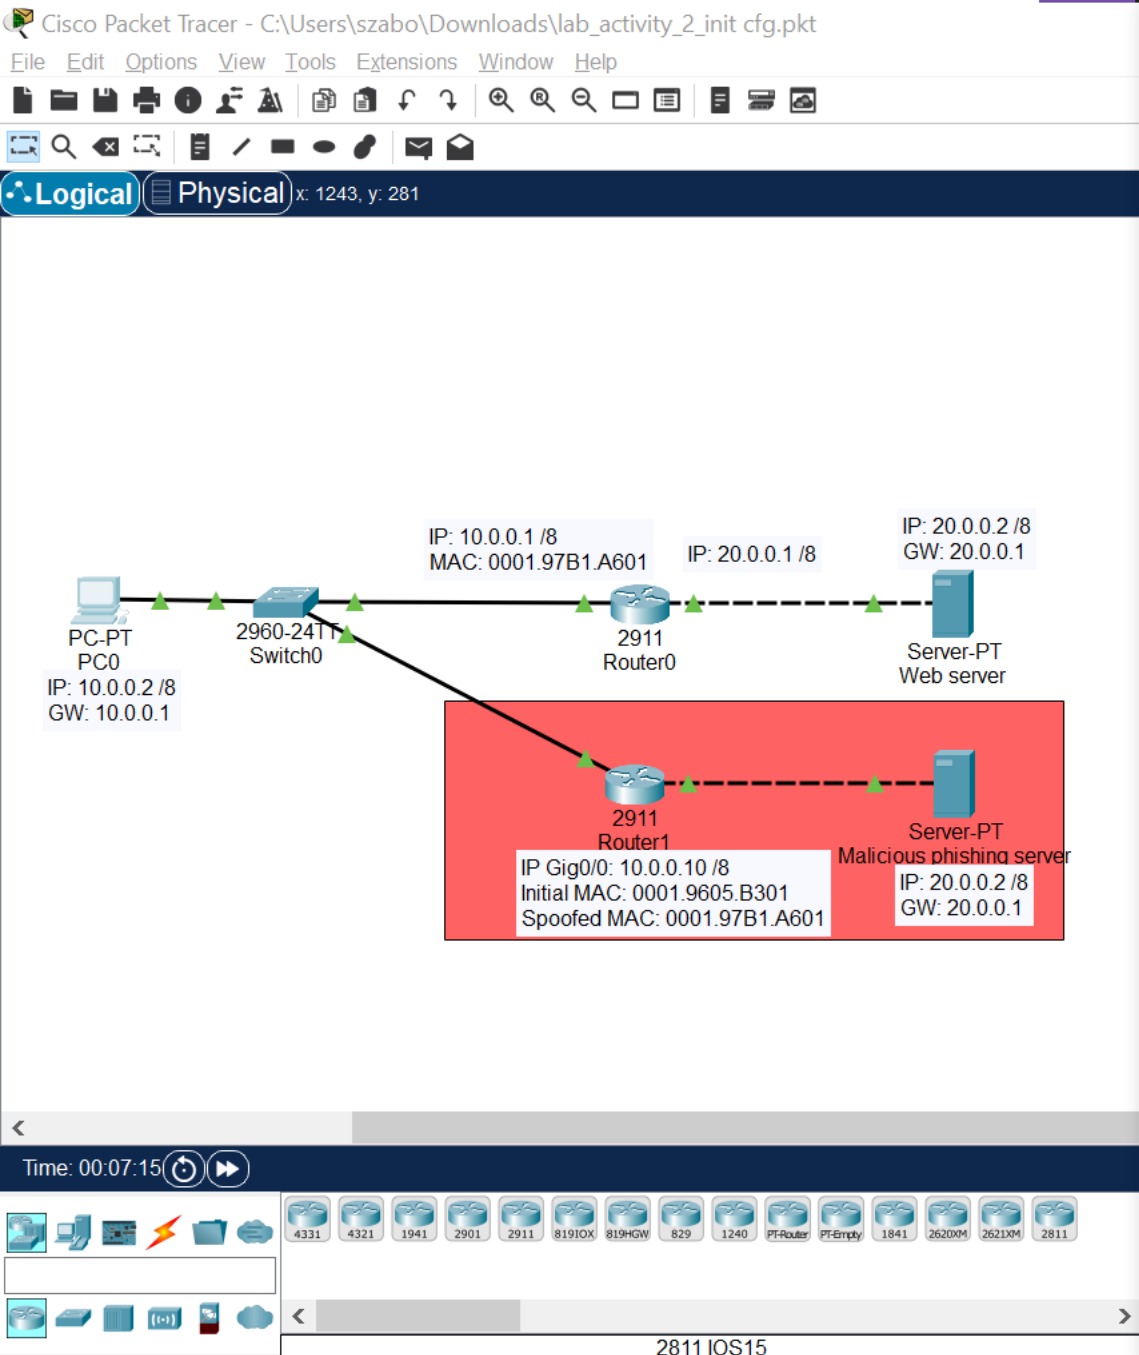 Cisco Packet Tracer - C:\Users\szabo\Downloads\lab_activity_2_init cfg.pkt
File Edit Options View Tools Extensions Window Help
Logical Physical x: 1243, y: 281
IP: 10.0.0.1 /8
MAC: 0001.97B1.A601
IP: 20.0.0.1 /8
IP: 20.0.0.2 /8
GW: 20.0.0.1
PC-PT
PC0
IP: 10.0.0.2 /8
GW: 10.0.0.1
2960-24TT
Switch0
2911
Router0
Server-PT
Web server
2911
Router1
IP Gig0/0: 10.0.0.10 /8
Initial MAC: 0001.9605.B301
Spoofed MAC: 0001.97B1.A601
Server-PT
Malicious phishing server
IP: 20.0.0.2 /8
GW: 20.0.0.1
Time: 00:07:15
4331 4321 1941 2901 2911 819IOX 819HGW 829 1240 PT-Router PT-Empty 1841 2620XM 2621XM 2811
2811 IOS15